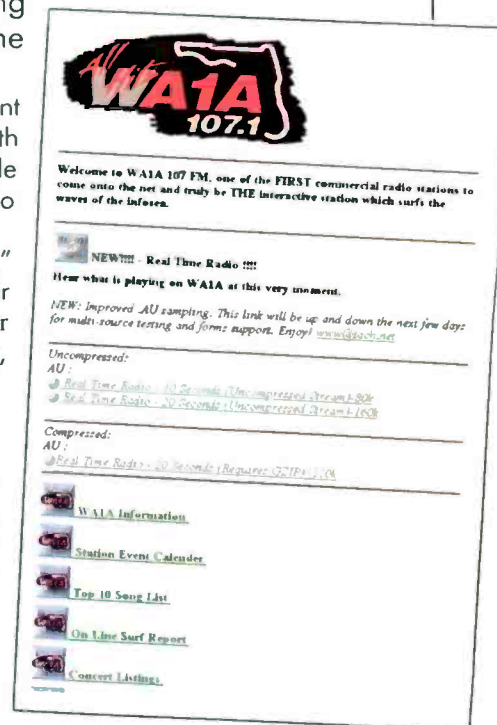 ng
ne
nt
th
le
o
"
r
r
,
All Hit
WA1A
107.1
Welcome to WA1A 107 FM, one of the FIRST commercial radio stations to
come onto the net and truly be THE interactive station which surfs the
waves of the infosea.
NEW!!!! - Real Time Radio !!!!
Hear what is playing on WA1A at this very moment.
NEW: Improved .AU sampling. This link will be up and down the next few days
for multi-source testing and forms support. Enjoy!
Uncompressed:
AU :
Real Time Radio - 10 Seconds (Uncompressed Stream)-80k
Real Time Radio - 20 Seconds (Uncompressed Stream)-160k
Compressed:
AU :
Real Time Radio - 20 Seconds (Requires GZIP)
WA1A Information
Station Event Calender
Top 10 Song List
On Line Surf Report
Concert Listings